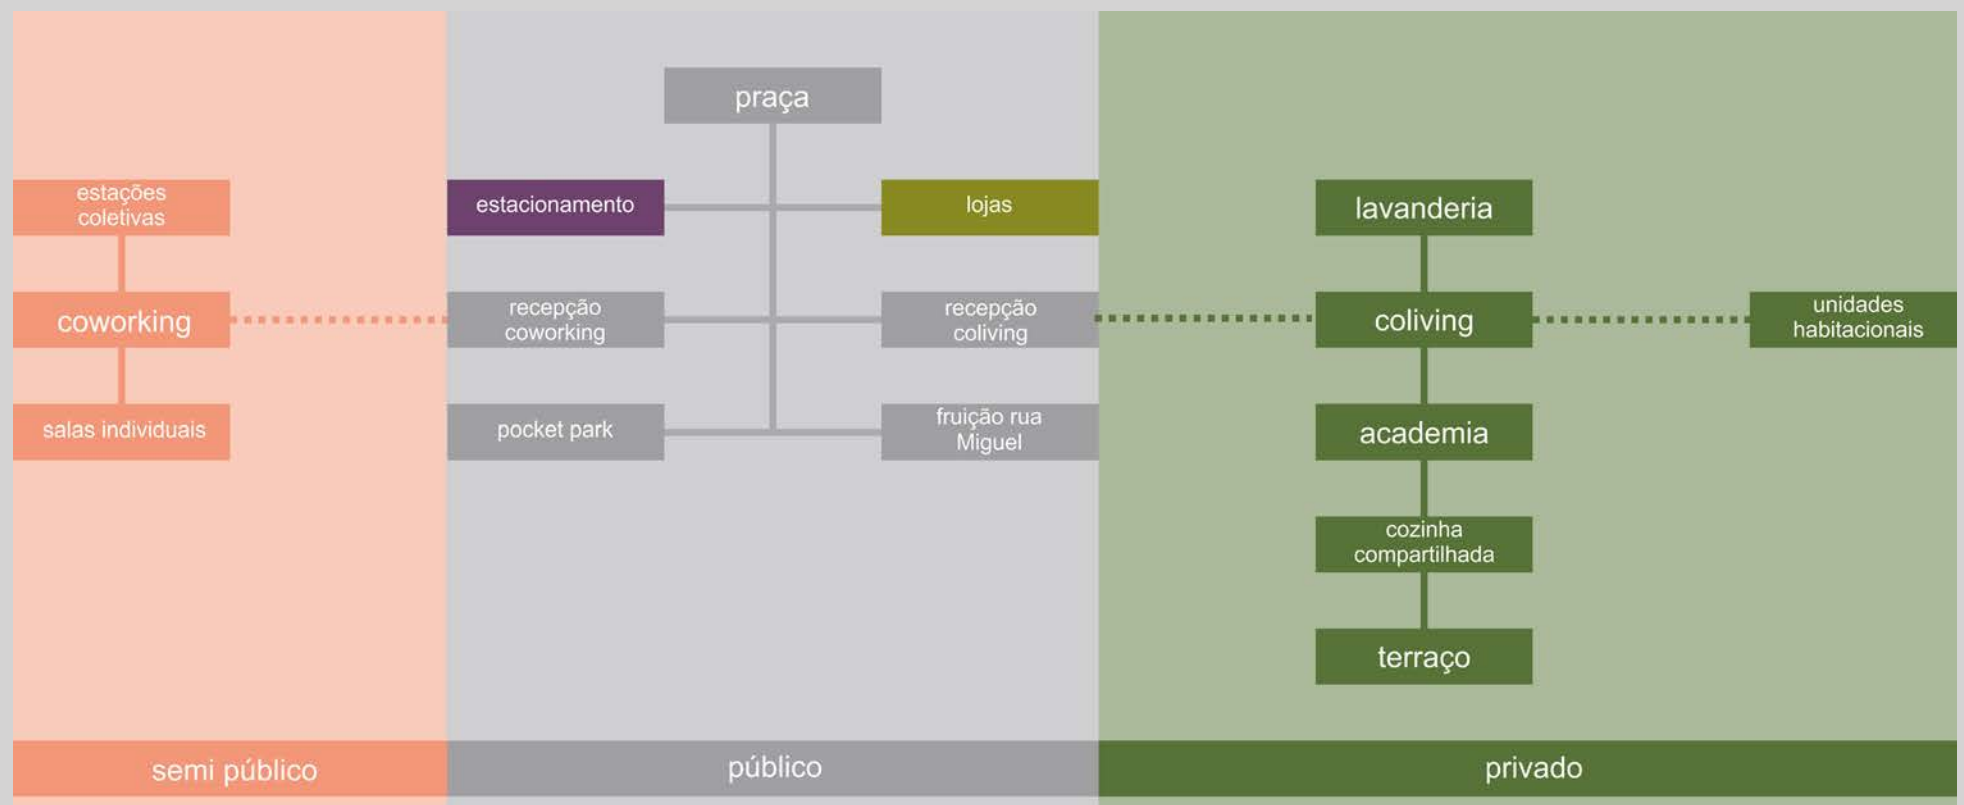 praça
estações
coletivas
estacionamento
lojas
lavanderia
coworking
recepção
coworking
recepção
coliving
coliving
unidades
habitacionais
salas individuais
pocket park
fruição rua
Miguel
academia
cozinha
compartilhada
terraço
semi público
público
privado